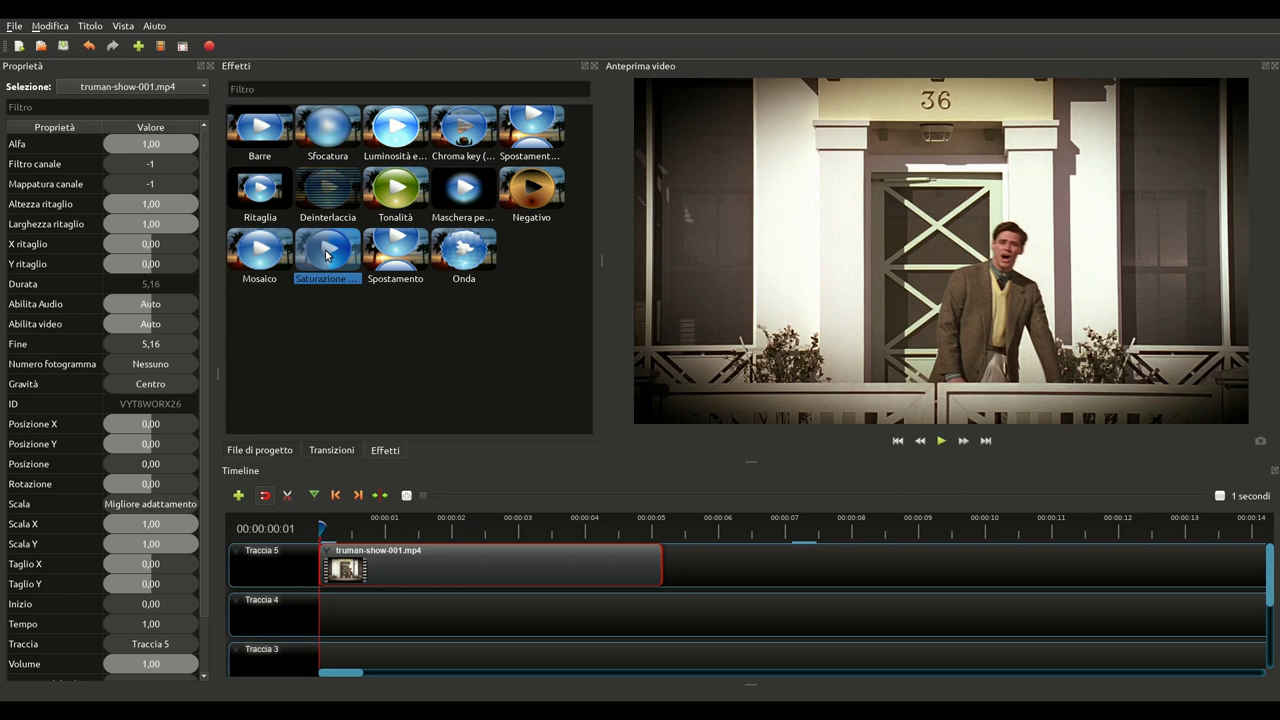 File Modifica Titolo Vista Aiuto
Proprietà
Selezione: truman-show-001.mp4
Filtro
Proprietà Valore
Alfa 1,00
Filtro canale -1
Mappatura canale -1
Altezza ritaglio 1,00
Larghezza ritaglio 1,00
X ritaglio 0,00
Y ritaglio 0,00
Durata 5,16
Abilita Audio Auto
Abilita video Auto
Fine 5,16
Numero fotogramma Nessuno
Gravità Centro
ID VYT8WORX26
Posizione X 0,00
Posizione Y 0,00
Posizione 0,00
Rotazione 0,00
Scala Migliore adattamento
Scala X 1,00
Scala Y 1,00
Taglio X 0,00
Taglio Y 0,00
Inizio 0,00
Tempo 1,00
Traccia Traccia 5
Volume 1,00
Effetti
Filtro
Barre Sfocatura Luminosità e... Chroma key (... Spostament...
Ritaglia Deinterlaccia Tonalità Maschera pe... Negativo
Mosaico Saturazione ... Spostamento Onda
File di progetto Transizioni Effetti
Anteprima video
36
Timeline
1 secondi
00:00:00:01
00:00:01 00:00:02 00:00:03 00:00:04 00:00:05 00:00:06 00:00:07 00:00:08 00:00:09 00:00:10 00:00:11 00:00:12 00:00:13 00:00:14
Traccia 5 truman-show-001.mp4
Traccia 4
Traccia 3